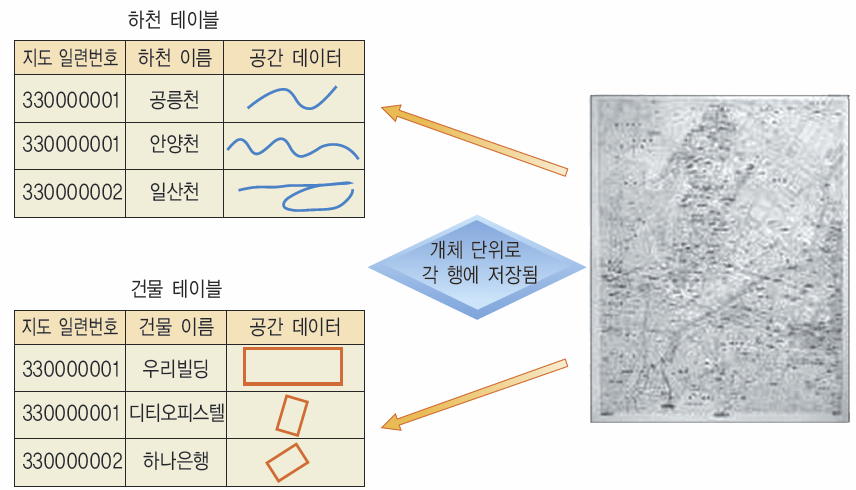 하천 테이블
지도 일련번호 하천 이름 공간 데이터
330000001 공릉천
330000001 안양천
330000002 일산천
개체 단위로
각 행에 저장됨
건물 테이블
지도 일련번호 건물 이름 공간 데이터
330000001 우리빌딩
330000001 디티오피스텔
330000002 하나은행